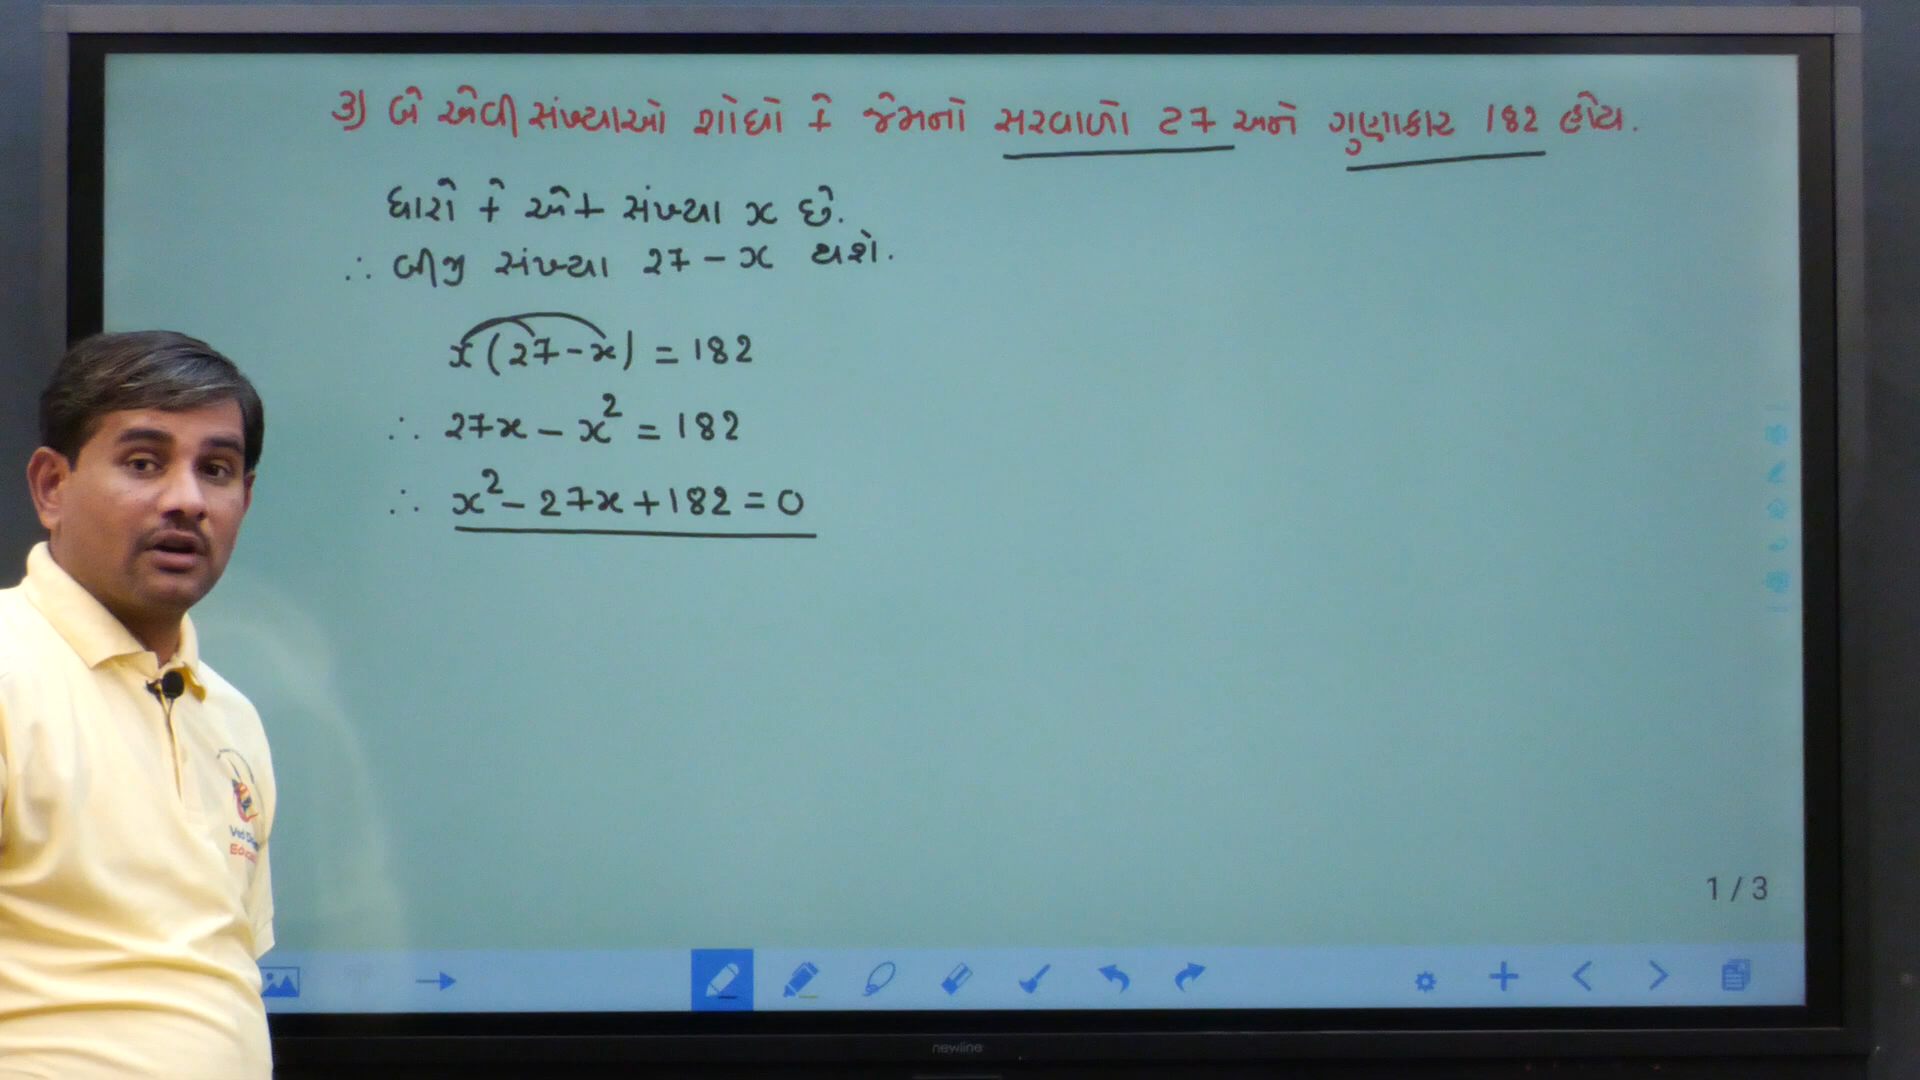 ૩) બે એવી સંખ્યાઓ શોધો કે જેમનો સરવાળો 27 અને ગુણાકાર 182 હોય.
ધારો કે એક સંખ્યા x છે.
∴ બીજી સંખ્યા 27 - x થશે.
x (27 - x) = 182
∴ 27x - x² = 182
∴ x² - 27x + 182 = 0
1 / 3
newline